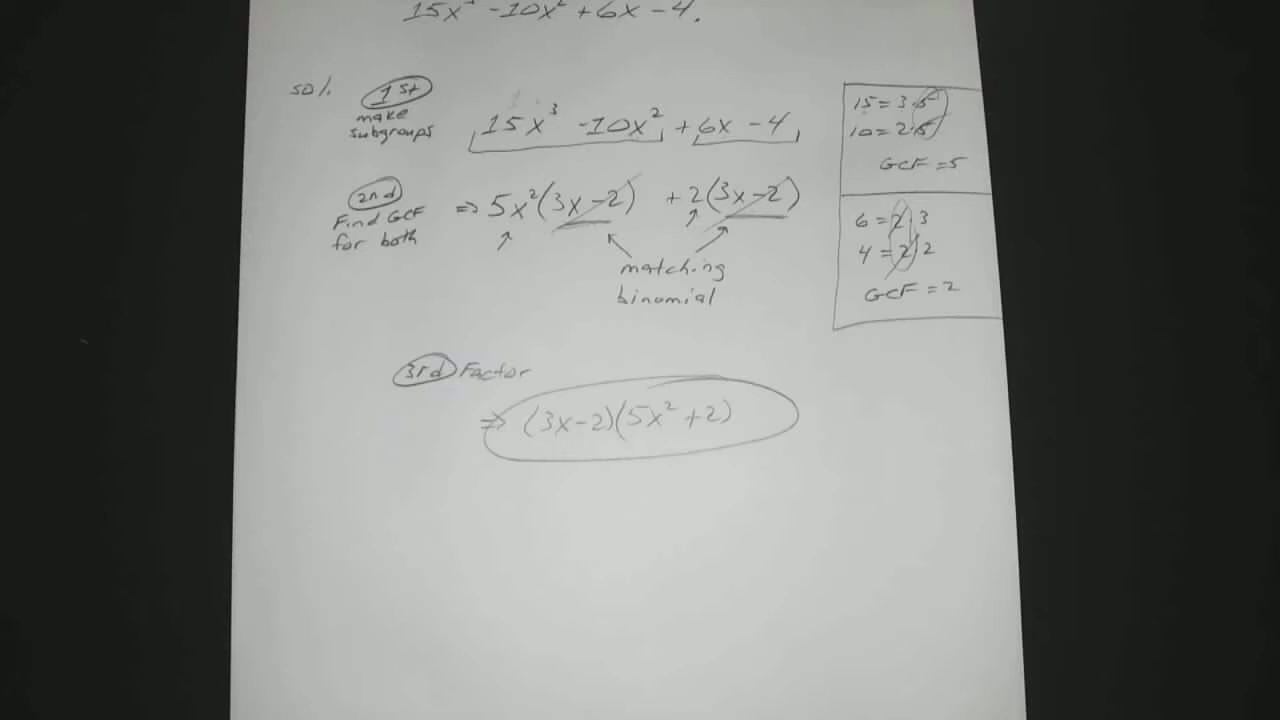 15x³ -10x² +6x -4.
sol.
1st
make
subgroups
15x³ -10x² +6x -4
2nd
Find GCF
for both
⇒ 5x²(3x-2) +2(3x-2)
matching
binomial
3rd Factor
⇒ (3x-2)(5x² +2)
15 = 3·5
10 = 2·5
GCF = 5
6 = 2·3
4 = 2·2
GCF = 2